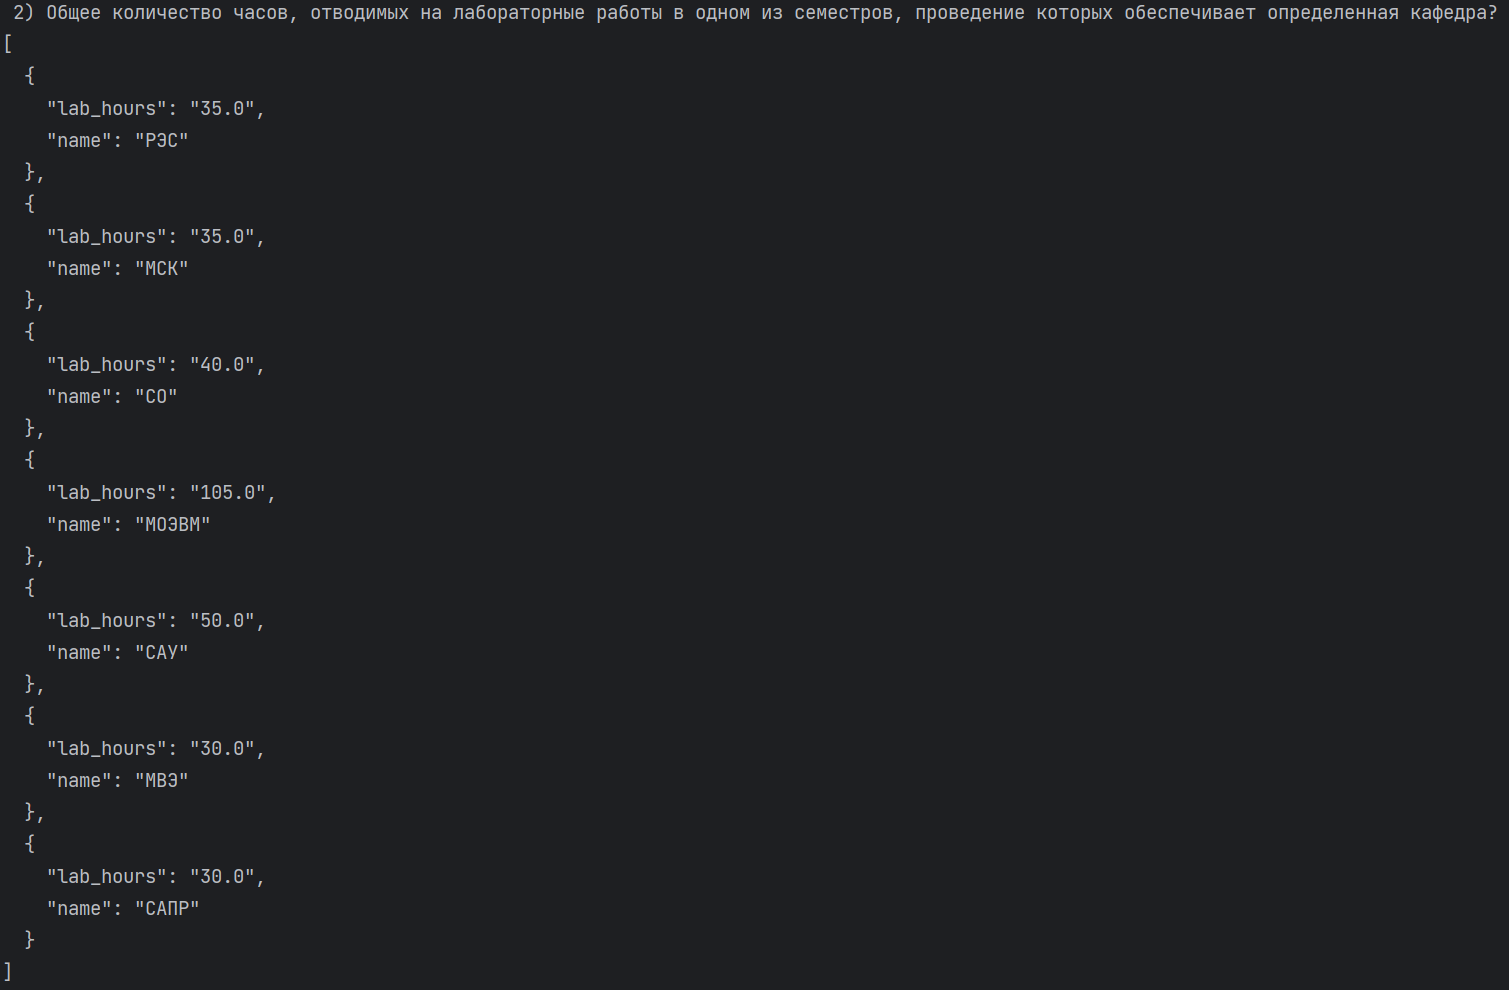 2) Общее количество часов, отводимых на лабораторные работы в одном из семестров, проведение которых обеспечивает определенная кафедра?
[
  {
    "lab_hours": "35.0",
    "name": "РЭС"
  },
  {
    "lab_hours": "35.0",
    "name": "МСК"
  },
  {
    "lab_hours": "40.0",
    "name": "СО"
  },
  {
    "lab_hours": "105.0",
    "name": "МОЭВМ"
  },
  {
    "lab_hours": "50.0",
    "name": "САУ"
  },
  {
    "lab_hours": "30.0",
    "name": "МВЭ"
  },
  {
    "lab_hours": "30.0",
    "name": "САПР"
  }
]